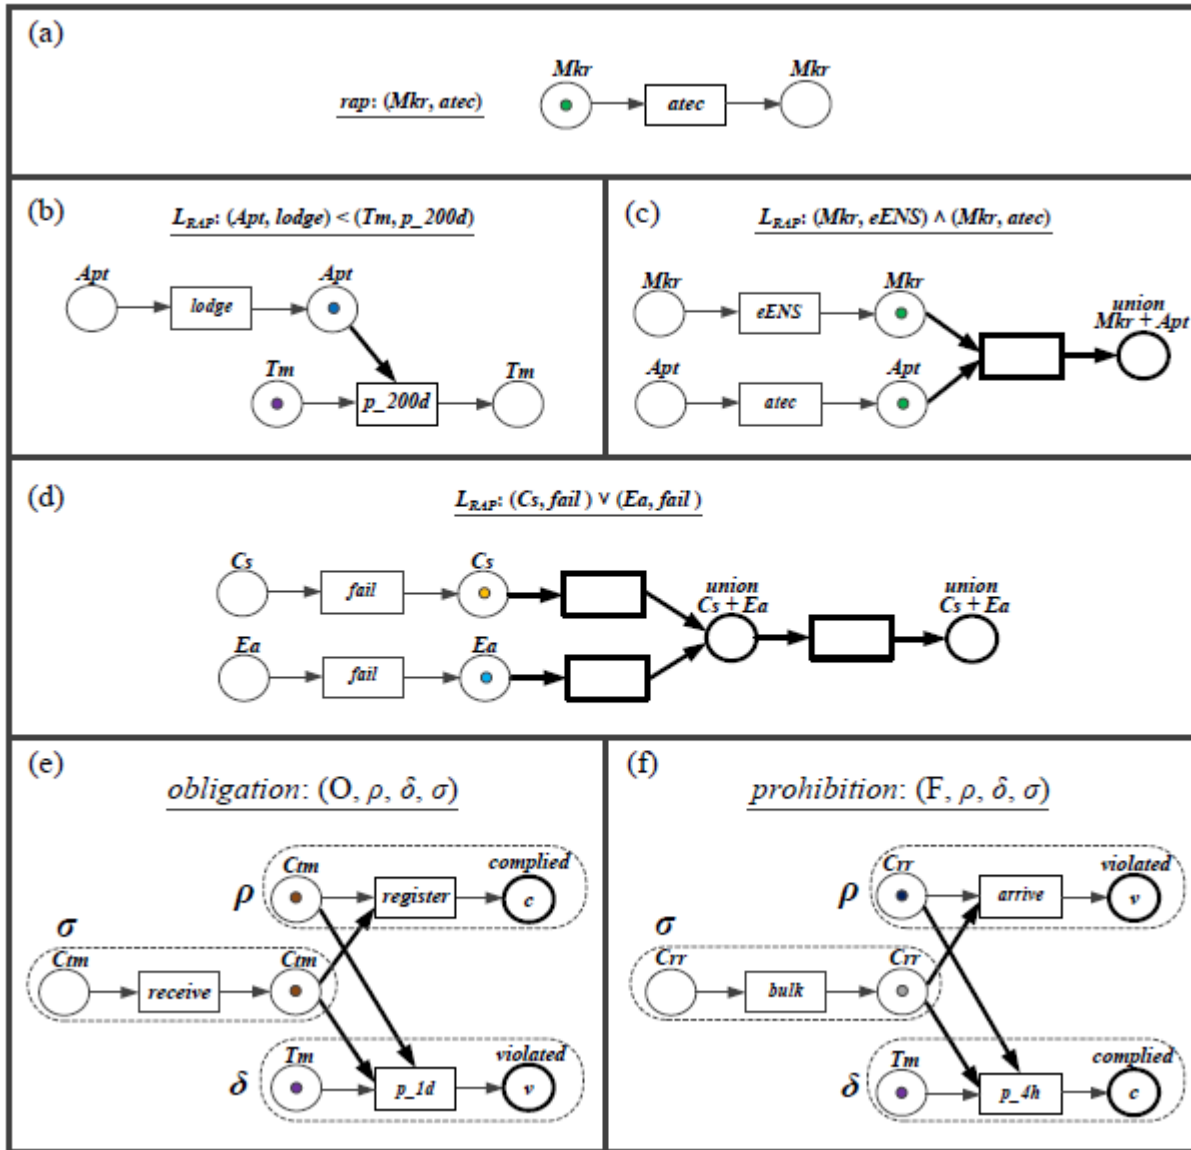 (a)
Mkr
Mkr
rap: (Mkr, atec)
atec
(b)
L_RAP: (Apt, lodge) < (Tm, p_200d)
Apt
Apt
lodge
Tm
Tm
p_200d
(c)
L_RAP: (Mkr, eENS) ∧ (Mkr, atec)
Mkr
Mkr
eENS
union
Mkr + Apt
Apt
Apt
atec
(d)
L_RAP: (Cs, fail) ∨ (Ea, fail)
Cs
Cs
fail
union
Cs + Ea
union
Cs + Ea
Ea
Ea
fail
(e)
obligation: (O, ρ, δ, σ)
Ctm
complied
ρ
register
c
σ
Ctm
Ctm
receive
Tm
violated
δ
p_1d
v
(f)
prohibition: (F, ρ, δ, σ)
Crr
violated
ρ
arrive
v
σ
Crr
Crr
bulk
Tm
complied
δ
p_4h
c